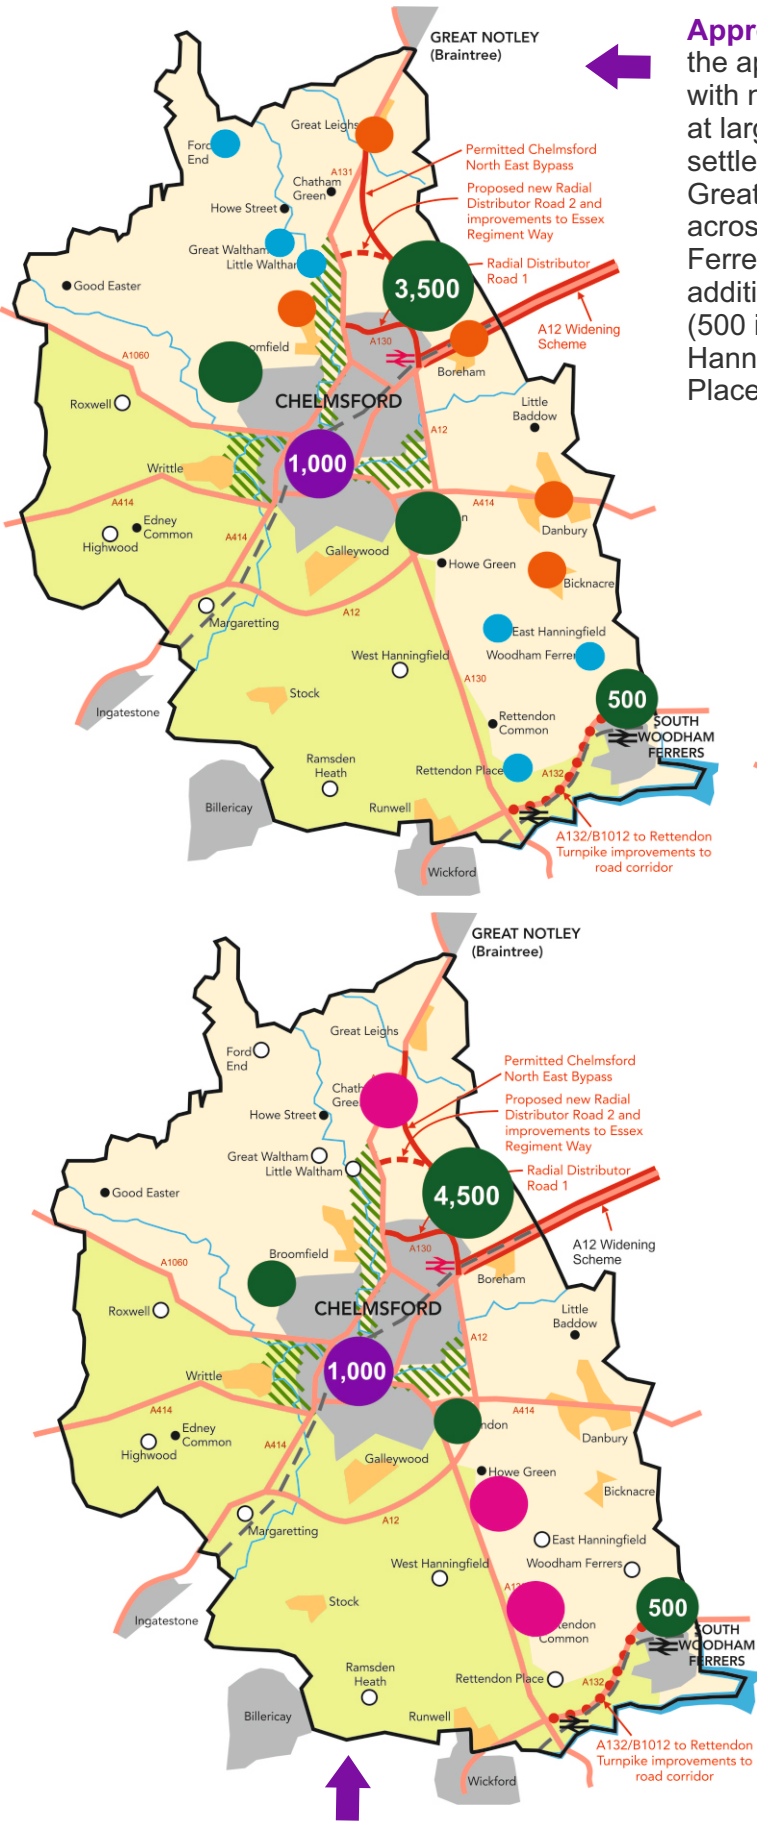 GREAT NOTLEY
(Braintree)
the
with
at
settle
Great
across
(500
Place
Great Leighs
Ford
End
Permitted Chelmsford
North East Bypass
A131
Chatham
Green
Proposed new Radial
Distributor Road 2 and
improvements to Essex
Regiment Way
Howe Street
Great Waltham
Little Waltham
Radial Distributor
Road 1
Good Easter
3,500
A12 Widening
Scheme
A130
A1060
Boreham
Roxwell
CHELMSFORD
Little
Baddow
A12
Writtle
1,000
A414
A414
Edney
Common
Highwood
A414
Danbury
Galleywood
Howe Green
Bicknacre
A12
Margaretting
East Hanningfield
West Hanningfield
Woodham Ferrers
A130
Stock
500
Ingatestone
Rettendon
Common
SOUTH
WOODHAM
FERRERS
Ramsden
Heath
Rettendon Place
A132
Billericay
Runwell
A132/B1012 to Rettendon
Turnpike improvements to
road corridor
Wickford
GREAT NOTLEY
(Braintree)
Great Leighs
Ford
End
Permitted Chelmsford
North East Bypass
Howe Street
Proposed new Radial
Distributor Road 2 and
improvements to Essex
Regiment Way
Great Waltham
Little Waltham
Radial Distributor
Road 1
Good Easter
4,500
A12 Widening
Scheme
A130
Broomfield
A1060
Boreham
Roxwell
CHELMSFORD
Little
Baddow
A12
Writtle
1,000
A414
A414
Edney
Common
Highwood
A414
Danbury
Galleywood
Howe Green
Bicknacre
A12
Margaretting
East Hanningfield
West Hanningfield
Woodham Ferrers
Stock
500
Ingatestone
Common
SOUTH
WOODHAM
FERRERS
Ramsden
Heath
Rettendon Place
A132
Billericay
Runwell
A132/B1012 to Rettendon
Turnpike improvements to
road corridor
Wickford